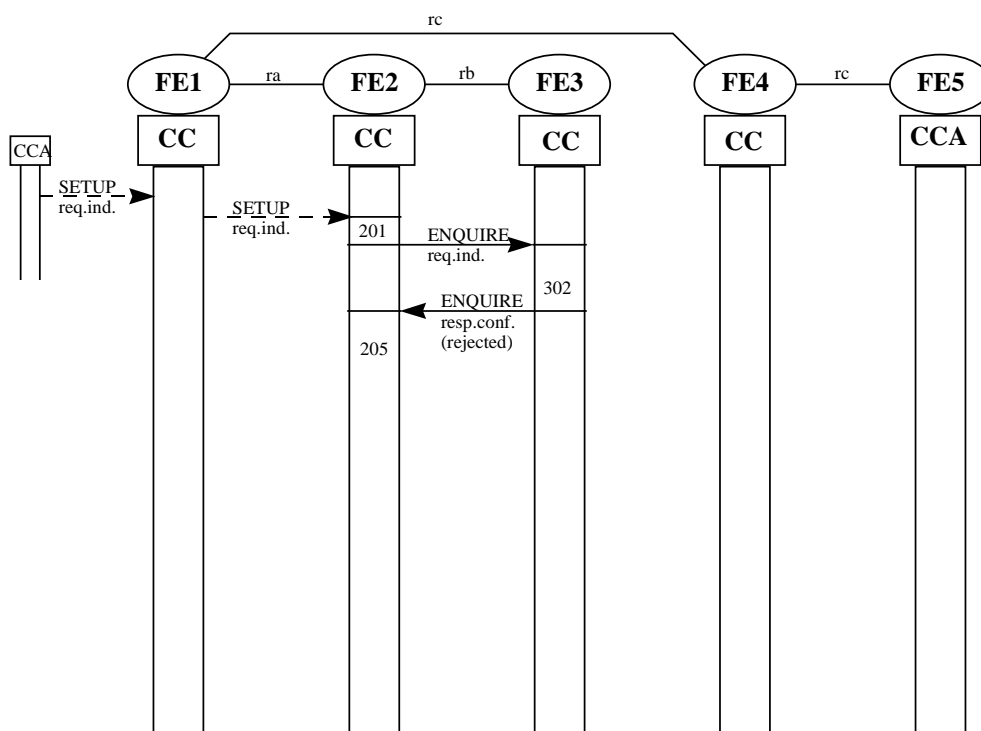 rc
FE1 ra FE2 rb FE3 FE4 rc FE5
CCA CC CC CC CC CCA
SETUP
req.ind.
SETUP
req.ind.
201
ENQUIRE
req.ind.
302
ENQUIRE
resp.conf.
(rejected)
205